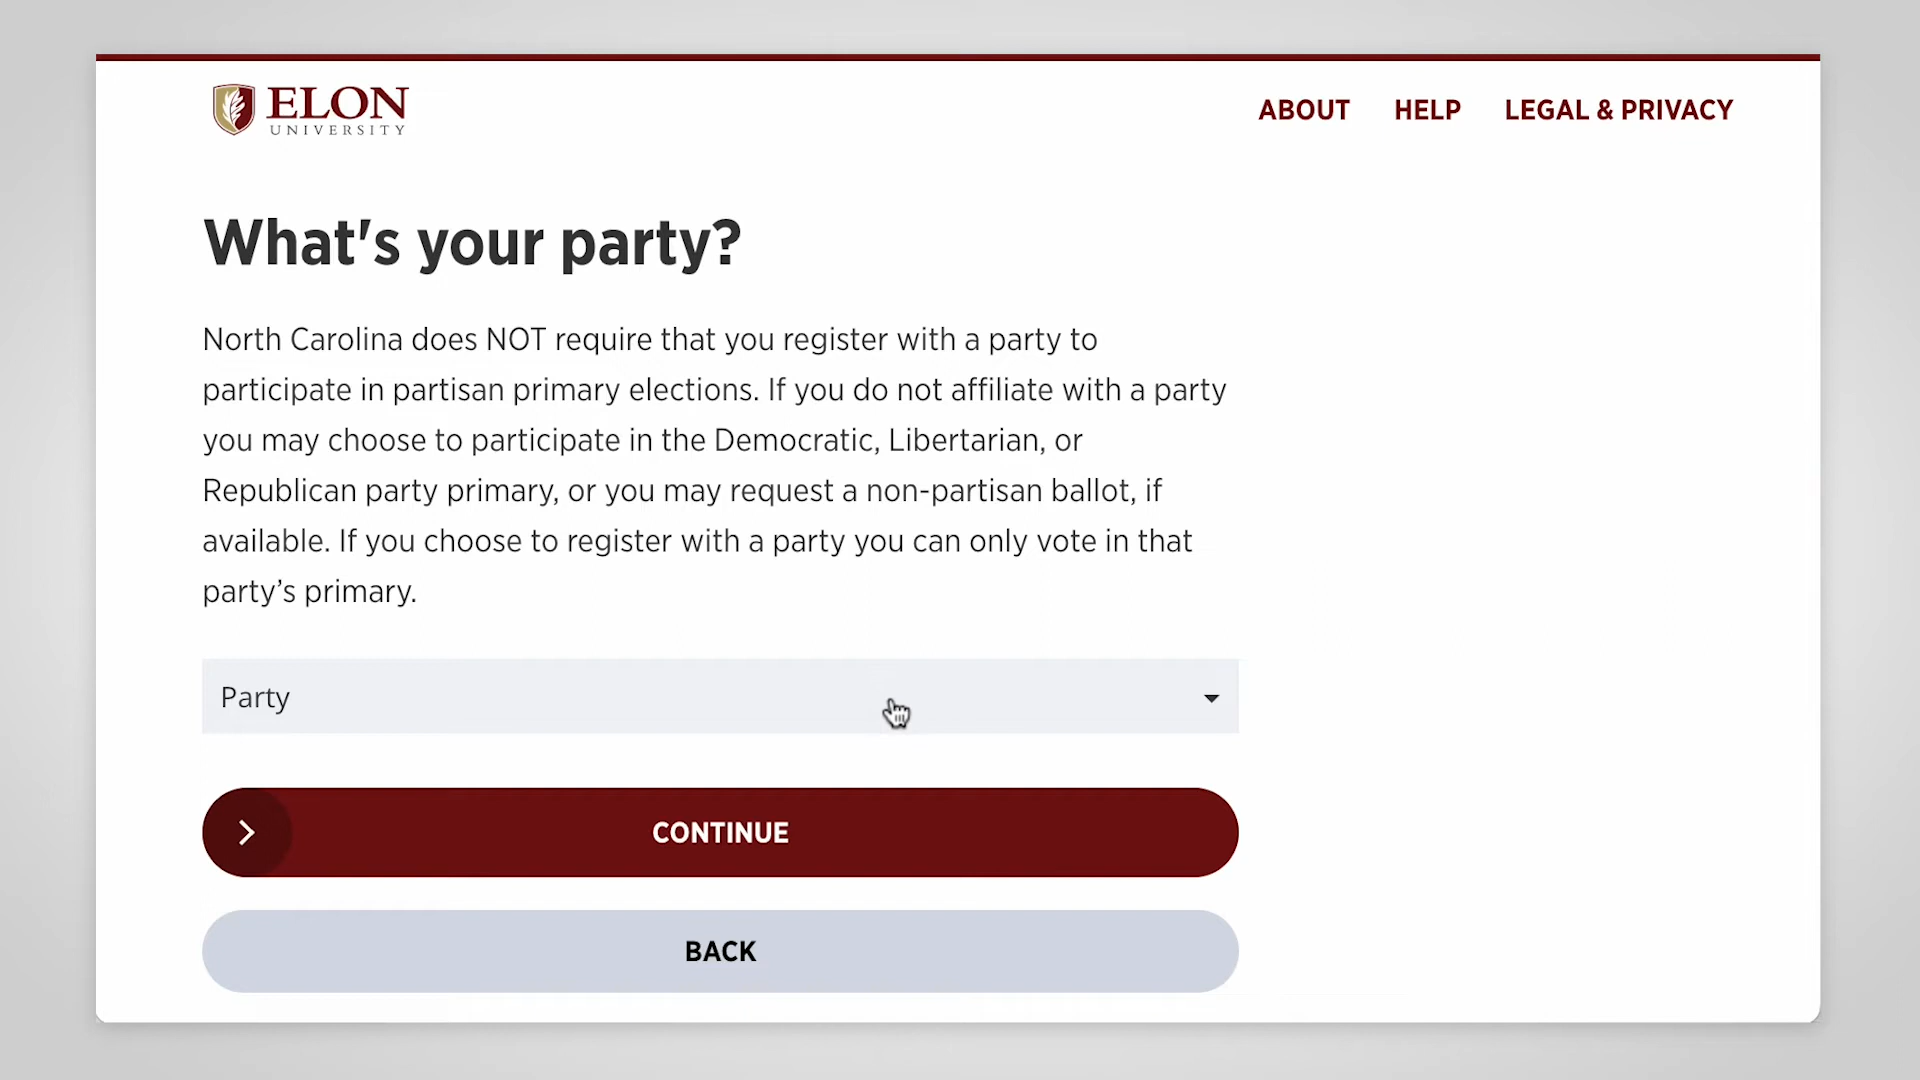 ELON
UNIVERSITY
ABOUT
HELP
LEGAL & PRIVACY
What's your party?
North Carolina does NOT require that you register with a party to
participate in partisan primary elections. If you do not affiliate with a party
you may choose to participate in the Democratic, Libertarian, or
Republican party primary, or you may request a non-partisan ballot, if
available. If you choose to register with a party you can only vote in that
party’s primary.
Party
CONTINUE
BACK